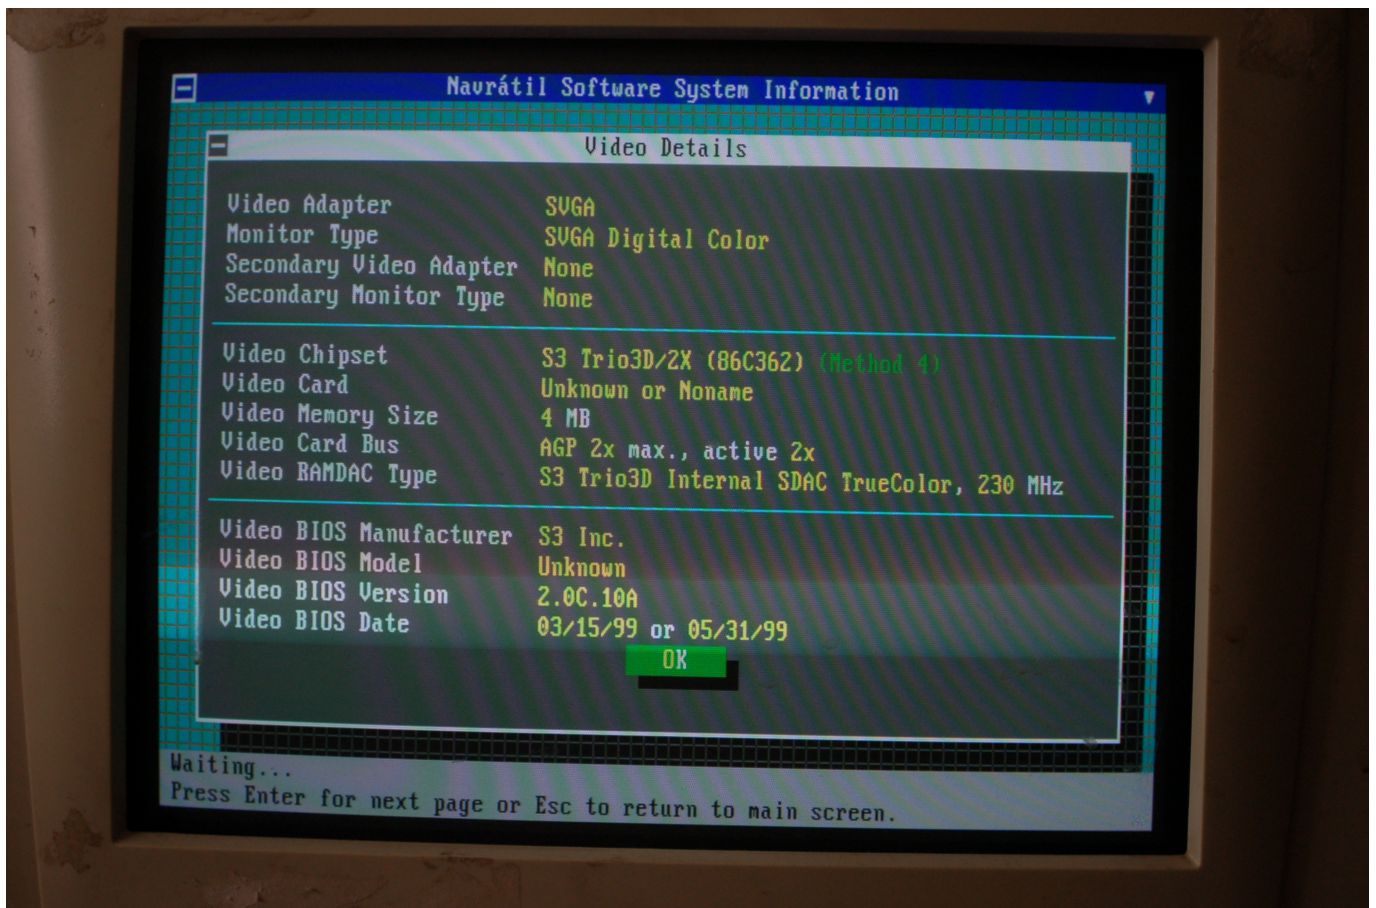 Navrátil Software System Information
Video Details
Video Adapter SVGA
Monitor Type SVGA Digital Color
Secondary Video Adapter None
Secondary Monitor Type None
Video Chipset S3 Trio3D/2X (86C362) (Method 4)
Video Card Unknown or Noname
Video Memory Size 4 MB
Video Card Bus AGP 2x max., active 2x
Video RAMDAC Type S3 Trio3D Internal SDAC TrueColor, 230 MHz
Video BIOS Manufacturer S3 Inc.
Video BIOS Model Unknown
Video BIOS Version 2.0C.10A
Video BIOS Date 03/15/99 or 05/31/99
OK
Waiting...
Press Enter for next page or Esc to return to main screen.